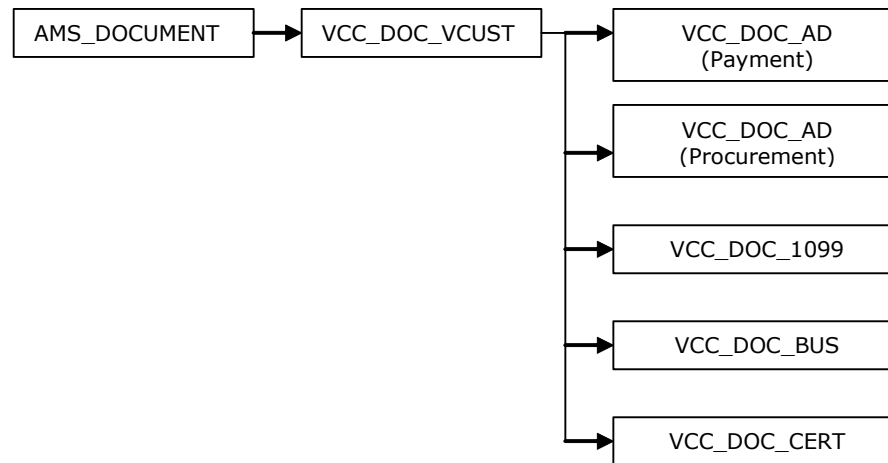 AMS_DOCUMENT
VCC_DOC_VCUST
VCC_DOC_AD
(Payment)
VCC_DOC_AD
(Procurement)
VCC_DOC_1099
VCC_DOC_BUS
VCC_DOC_CERT